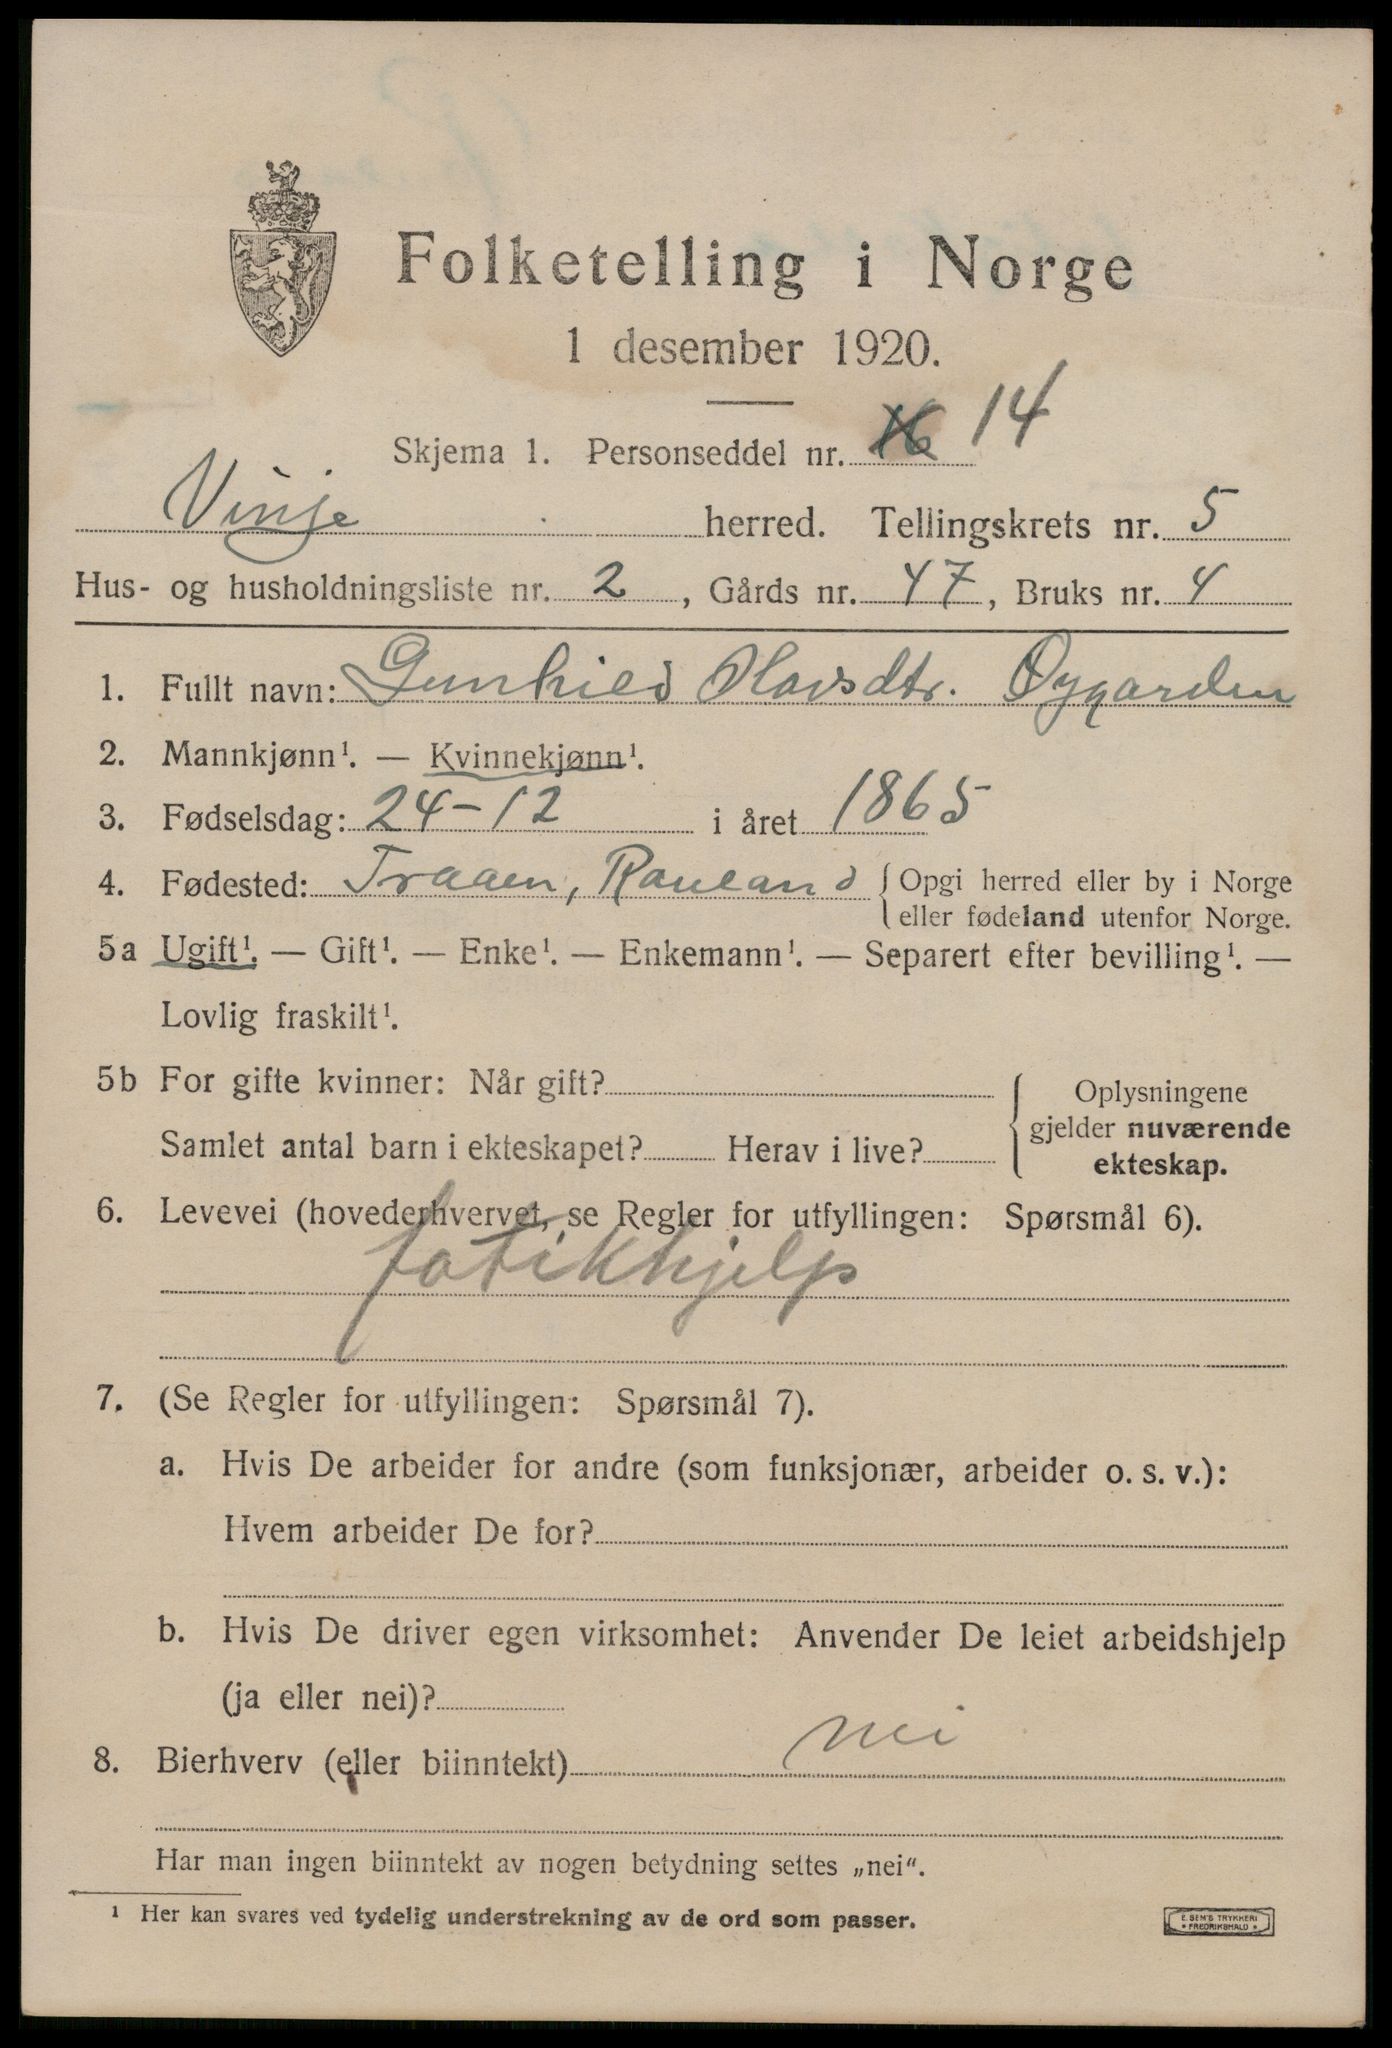 Folketelling i Norge
1 desember 1920.
Skjema 1. Personseddel nr. 16 14
Vinje herred. Tellingskrets nr. 5
Hus- og husholdningsliste nr. 2, Gårds nr. 47, Bruks nr. 4
1. Fullt navn: Gunhild Olavsdtr. Øygarden
2. Mannkjønn¹. — Kvinnekjønn¹.
3. Fødselsdag: 24-12 i året 1865
4. Fødested: Traaen, Rauland { Opgi herred eller by i Norge
eller fødeland utenfor Norge.
5a Ugift¹. — Gift¹. — Enke¹. — Enkemann¹. — Separert efter bevilling¹. —
Lovlig fraskilt¹.
5b For gifte kvinner: Når gift?
Samlet antal barn i ekteskapet? Herav i live?
Oplysningene
gjelder nuværende
ekteskap.
6. Levevei (hovederhvervet, se Regler for utfyllingen: Spørsmål 6).
fatikhjelp
7. (Se Regler for utfyllingen: Spørsmål 7).
a. Hvis De arbeider for andre (som funksjonær, arbeider o. s. v.):
Hvem arbeider De for?
b. Hvis De driver egen virksomhet: Anvender De leiet arbeidshjelp
(ja eller nei)?
8. Bierhverv (eller biinntekt) nei
Har man ingen biinntekt av nogen betydning settes „nei“.
¹ Her kan svares ved tydelig understrekning av de ord som passer.
E. SEM'S TRYKKERI
* FREDRIKSHALD *